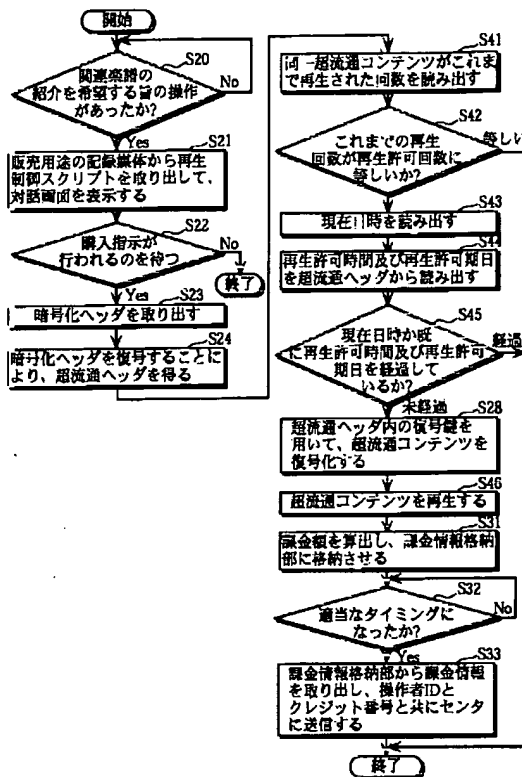 開始
S20
関連楽譜の
紹介を希望する旨の操作
があったか?
No
Yes
S21
販売用途の記録媒体から再生
制御スクリプトを取り出して、
対話画面を表示する
S22
購入指示が
行われるのを待つ
No
終了
Yes
S23
暗号化ヘッダを取り出す
S24
暗号化ヘッダを復号することに
より、超流通ヘッダを得る
S41
同一超流通コンテンツがこれま
で再生された回数を読み出す
S42
これまでの再生
回数が再生許可回数に
等しいか?
等しい
S43
現在日時を読み出す
S44
再生許可時間及び再生許可期日
を超流通ヘッダから読み出す
S45
現在日時が既
に再生許可時間及び再生許可
期日を経過して
いるか?
経過
未経過
S28
超流通ヘッダ内の復号鍵を
用いて、超流通コンテンツを
復号化する
S46
超流通コンテンツを再生する
S31
課金額を算出し、課金情報格納
部に格納させる
S32
適当なタイミングに
なったか?
No
Yes
S33
課金情報格納部から課金情報
を取り出し、操作者IDと
クレジット番号と共にセンタ
に送信する
終了